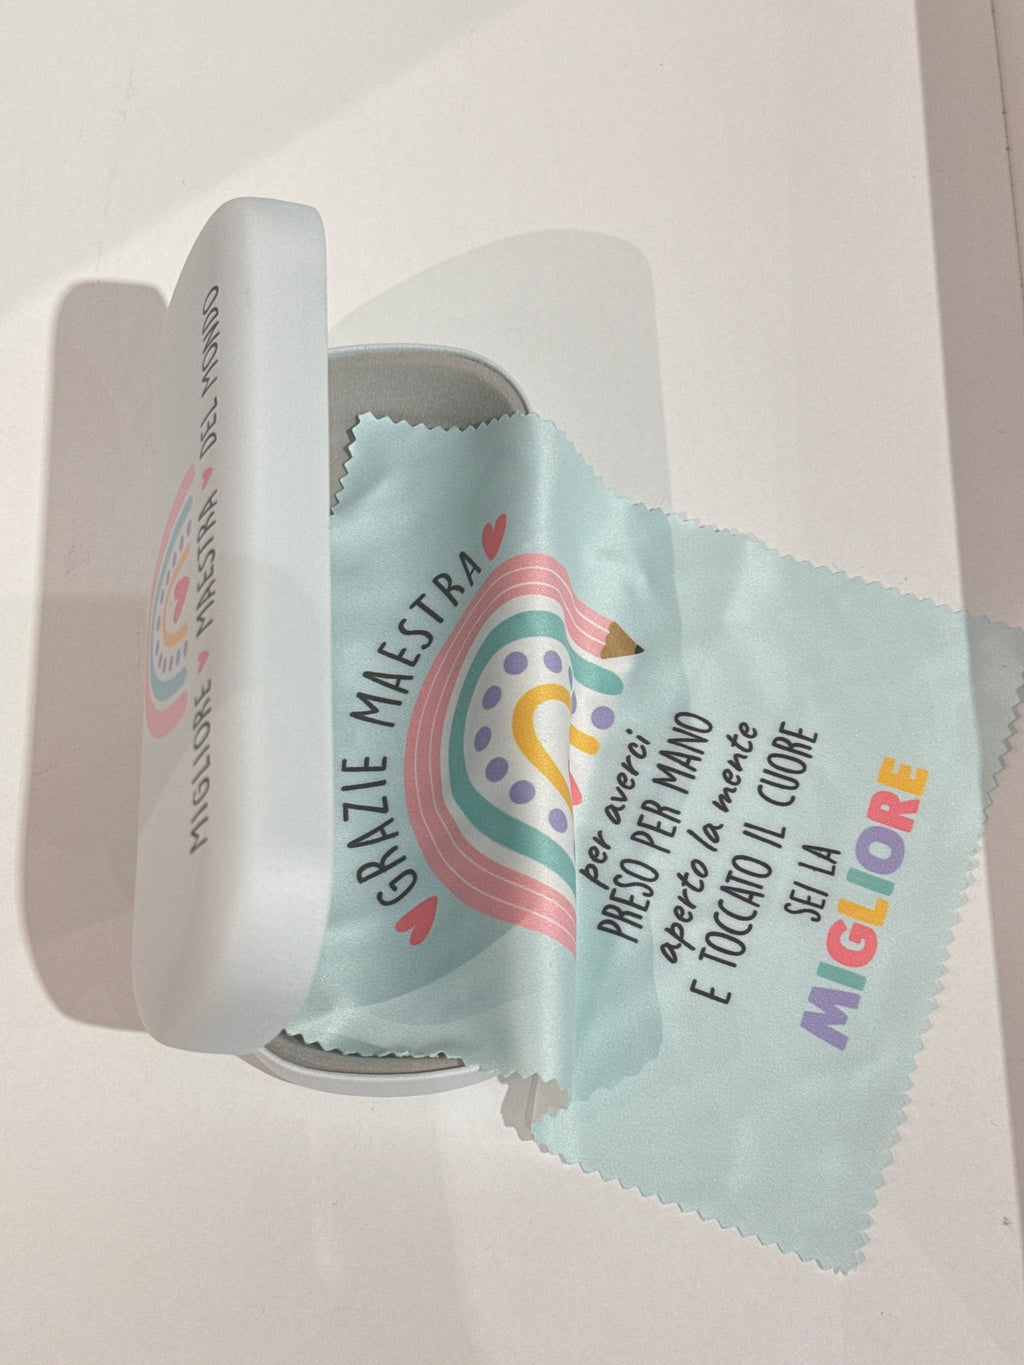 MIGLIORE MAESTRA DEL MONDO
GRAZIE MAESTRA
per averci
PRESO PER MANO
aperto la mente
E TOCCATO IL CUORE
SEI LA
MIGLIORE